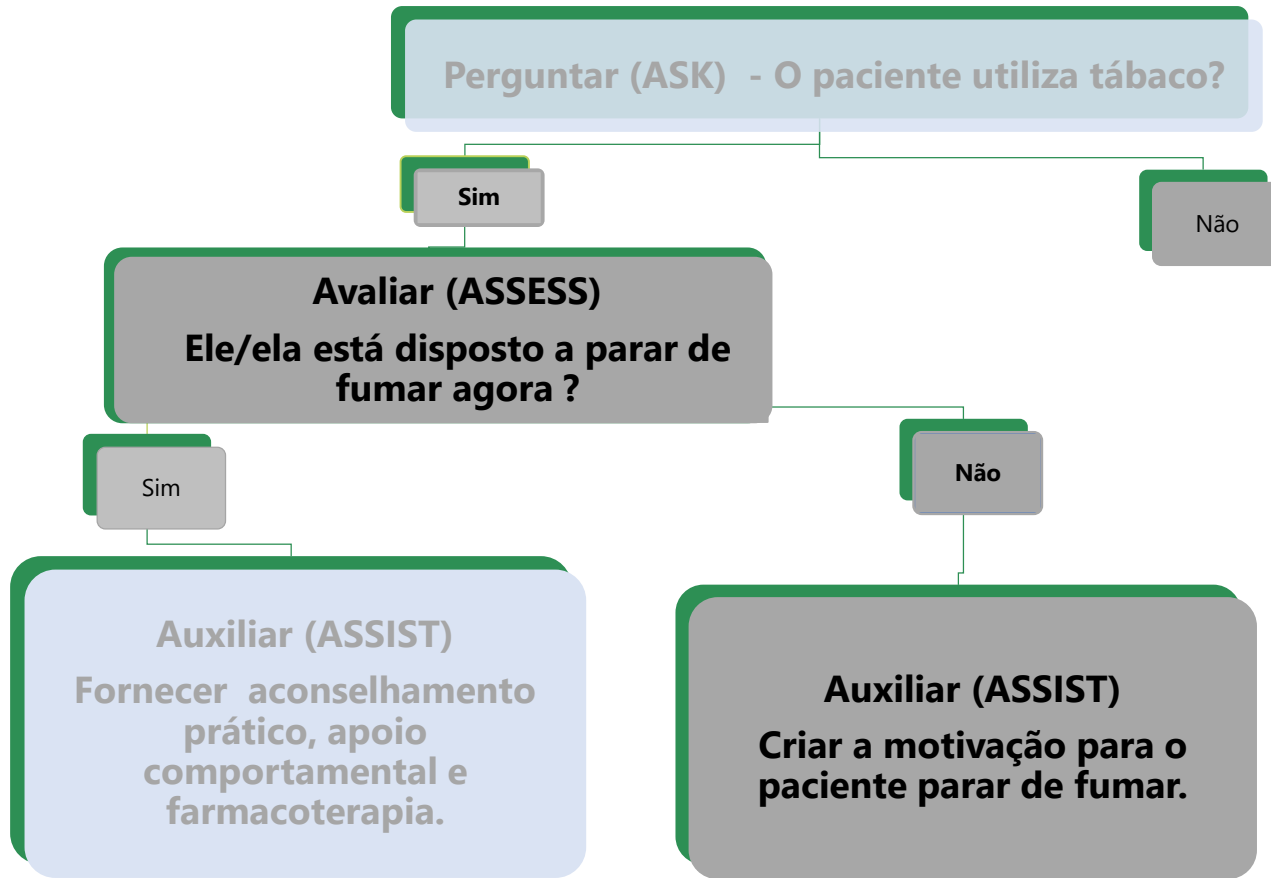 Perguntar (ASK)  - O paciente utiliza tábaco?
Sim
Não
Avaliar (ASSESS)
Ele/ela está disposto a parar de
fumar agora ?
Sim
Não
Auxiliar (ASSIST)
Fornecer  aconselhamento
prático, apoio
comportamental e
farmacoterapia.
Auxiliar (ASSIST)
Criar a motivação para o
paciente parar de fumar.